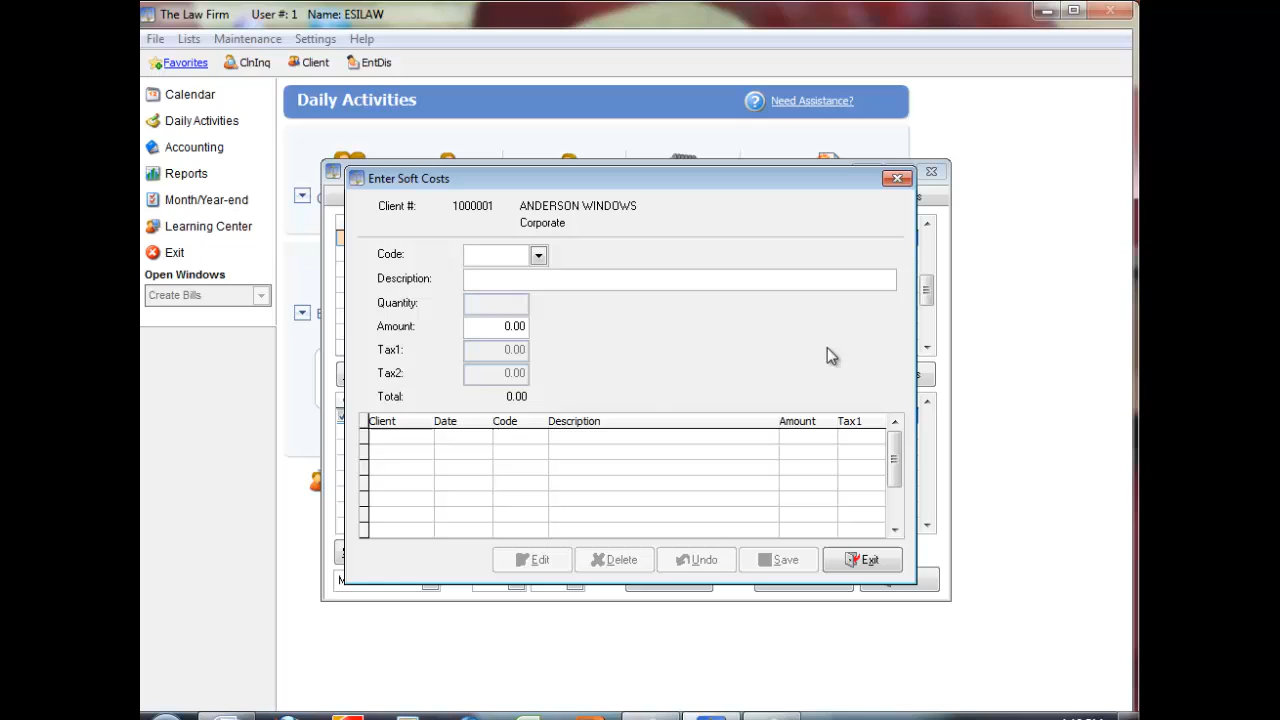 The Law Firm User #: 1 Name: ESILAW
File Lists Maintenance Settings Help
Favorites ClnInq Client EntDis
Calendar
Daily Activities
Accounting
Reports
Month/Year-end
Learning Center
Exit
Open Windows
Create Bills
Daily Activities
Need Assistance?
Enter Soft Costs
Client #: 1000001 ANDERSON WINDOWS
Corporate
Code:
Description:
Quantity:
Amount: 0.00
Tax1: 0.00
Tax2: 0.00
Total: 0.00
Client Date Code Description Amount Tax1
Edit Delete Undo Save Exit